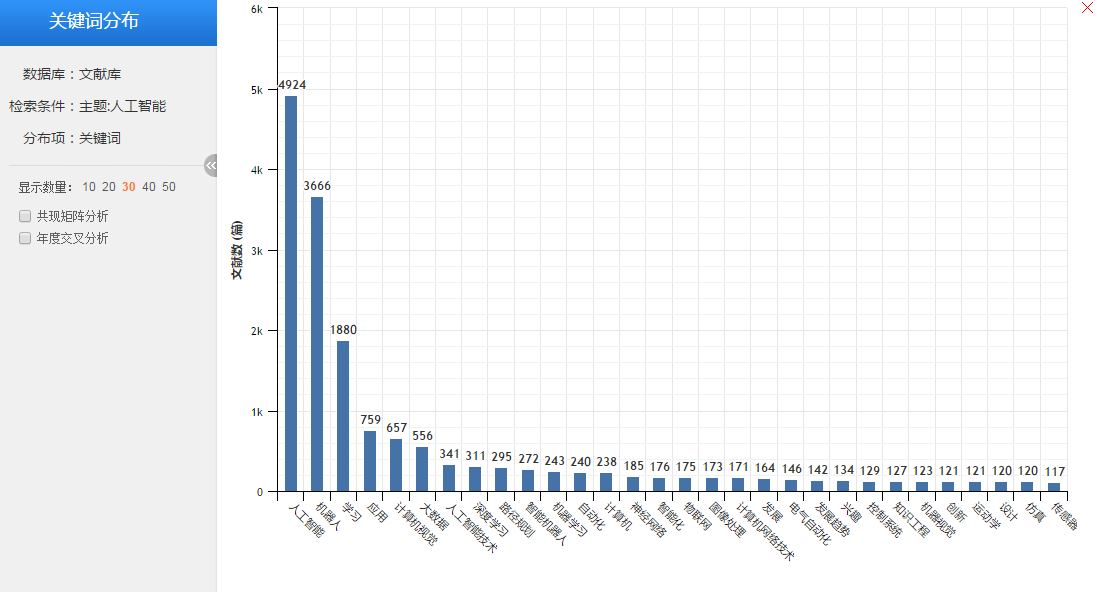 关键词分布
数据库：文献库
检索条件：主题:人工智能
分布项：关键词
显示数量： 10 20 30 40 50
共现矩阵分析
年度交叉分析
文献数 (篇)
6k
5k
4k
3k
2k
1k
0
4924
3666
1880
759
657
556
341
311
295
272
243
240
238
185
176
175
173
171
164
146
142
134
129
127
123
121
121
120
120
117
人工智能
机器人
学习
应用
计算机视觉
大数据
人工智能技术
深度学习
路径规划
智能机器人
机器学习
自动化
计算机
神经网络
智能化
物联网
图像处理
计算机网络技术
发展
电气自动化
发展趋势
兴趣
控制系统
知识工程
机器视觉
创新
运动学
设计
仿真
传感器